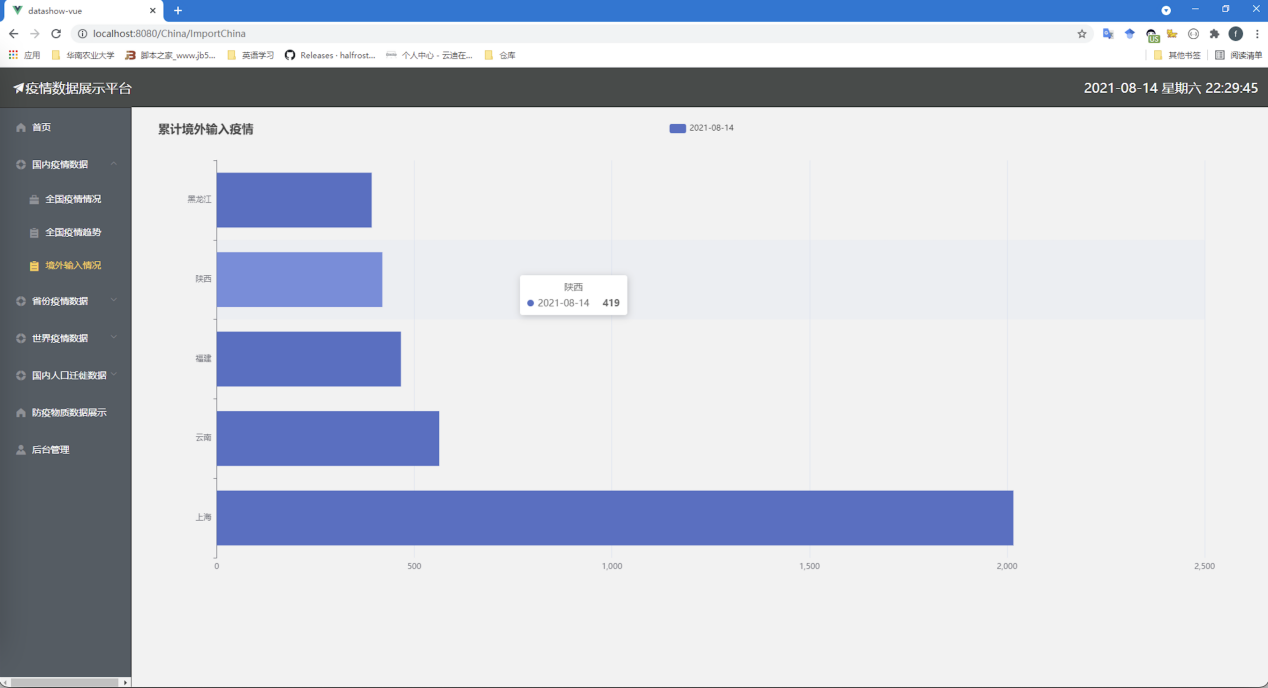 datashow-vue
localhost:8080/China/ImportChina
应用 华南农业大学 脚本之家_www.jb5... 英语学习 Releases · halfrost... 个人中心 - 云迹在... 仓库 其他书签 阅读清单
疫情数据展示平台 2021-08-14 星期六 22:29:45
首页
国内疫情数据
全国疫情情况
全国疫情趋势
境外输入情况
省份疫情数据
世界疫情数据
国内人口迁徙数据
防疫物质数据展示
后台管理
累计境外输入疫情
2021-08-14
黑龙江
陕西
福建
云南
上海
陕西
2021-08-14 419
0 500 1,000 1,500 2,000 2,500